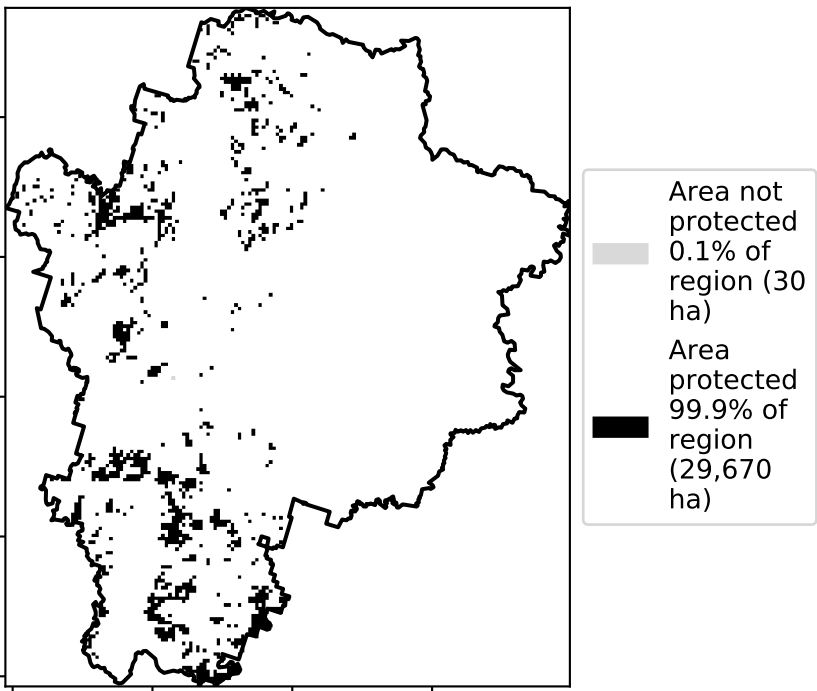 Area not
protected
0.1% of
region (30
ha)
Area
protected
99.9% of
region
(29,670
ha)